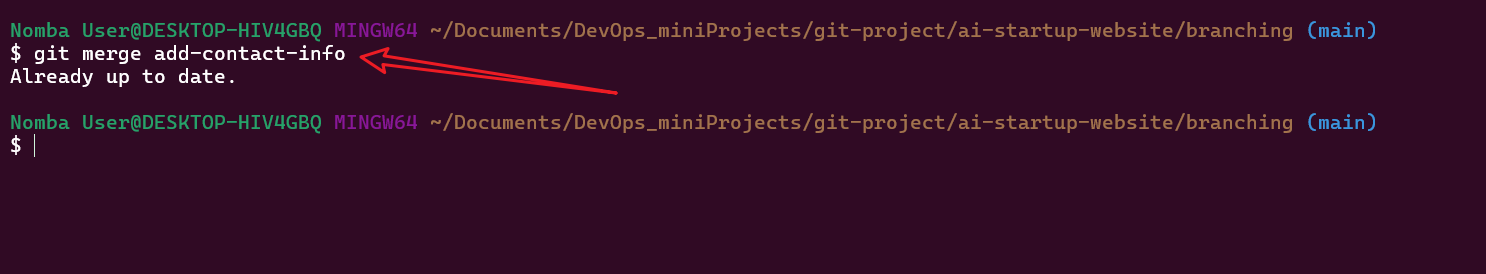 Nomba User@DESKTOP-HIV4GBQ MINGW64 ~/Documents/DevOps_miniProjects/git-project/ai-startup-website/branching (main)
$ git merge add-contact-info
Already up to date.
Nomba User@DESKTOP-HIV4GBQ MINGW64 ~/Documents/DevOps_miniProjects/git-project/ai-startup-website/branching (main)
$